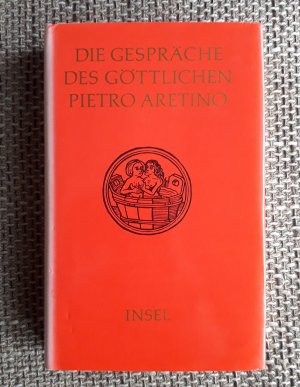 DIE GESPRÄCHE
DES GÖTTLICHEN
PIETRO ARETINO
INSEL